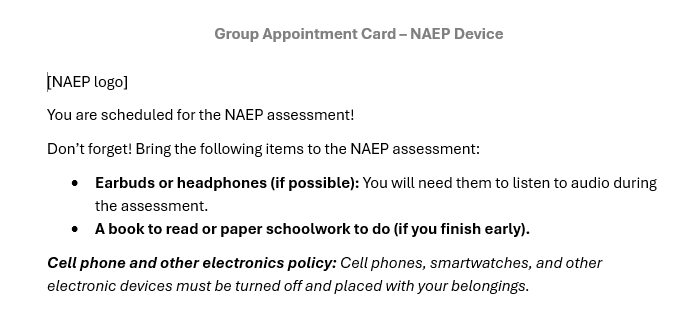 Group Appointment Card – NAEP Device
[NAEP logo]
You are scheduled for the NAEP assessment!
Don’t forget! Bring the following items to the NAEP assessment:
• Earbuds or headphones (if possible): You will need them to listen to audio during
the assessment.
• A book to read or paper schoolwork to do (if you finish early).
Cell phone and other electronics policy: Cell phones, smartwatches, and other
electronic devices must be turned off and placed with your belongings.